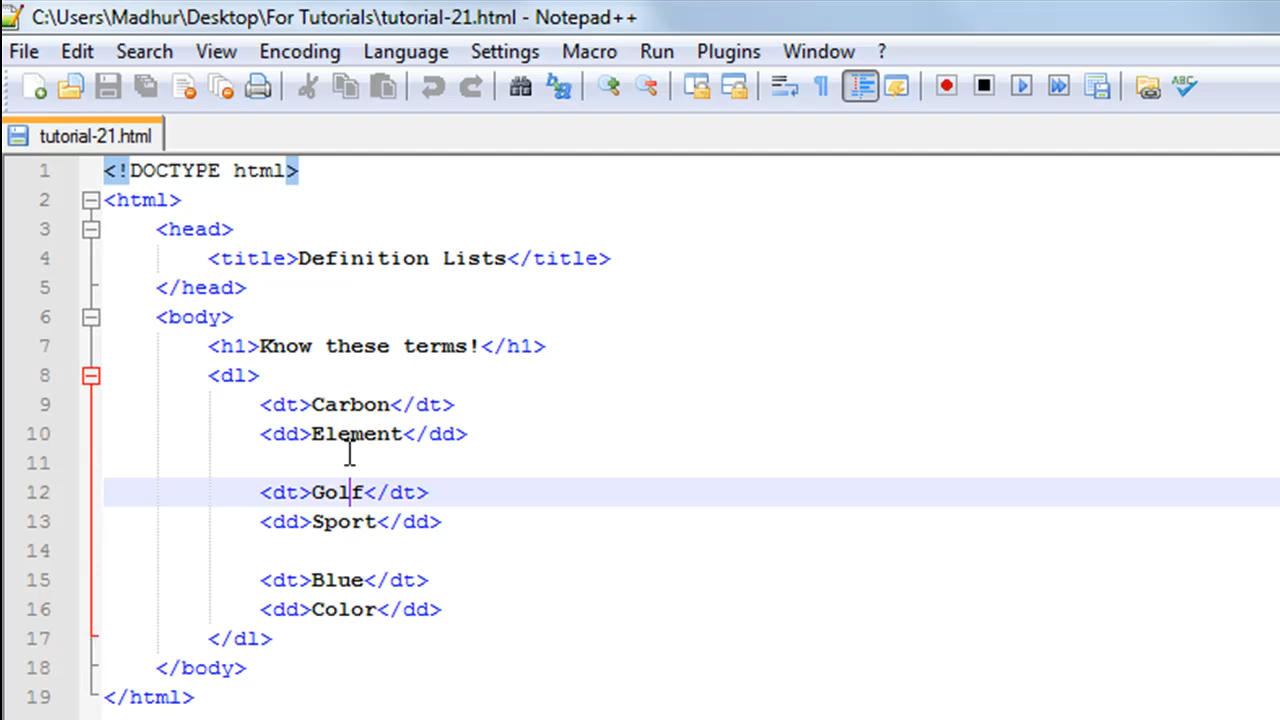 C:\Users\Madhur\Desktop\For Tutorials\tutorial-21.html - Notepad++
File Edit Search View Encoding Language Settings Macro Run Plugins Window ?
ABC
tutorial-21.html
1 <!DOCTYPE html>
2 <html>
3 <head>
4 <title>Definition Lists</title>
5 </head>
6 <body>
7 <h1>Know these terms!</h1>
8 <dl>
9 <dt>Carbon</dt>
10 <dd>Element</dd>
11
12 <dt>Golf</dt>
13 <dd>Sport</dd>
14
15 <dt>Blue</dt>
16 <dd>Color</dd>
17 </dl>
18 </body>
19 </html>